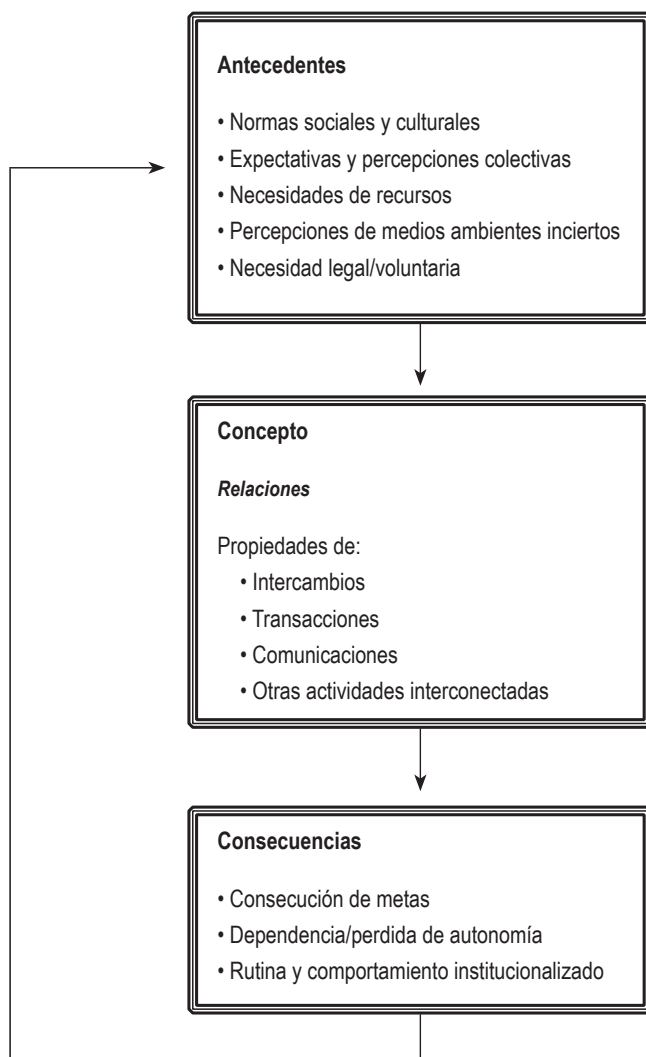 Antecedentes
• Normas sociales y culturales
• Expectativas y percepciones colectivas
• Necesidades de recursos
• Percepciones de medios ambientes inciertos
• Necesidad legal/voluntaria
Concepto
Relaciones
Propiedades de:
• Intercambios
• Transacciones
• Comunicaciones
• Otras actividades interconectadas
Consecuencias
• Consecución de metas
• Dependencia/perdida de autonomía
• Rutina y comportamiento institucionalizado